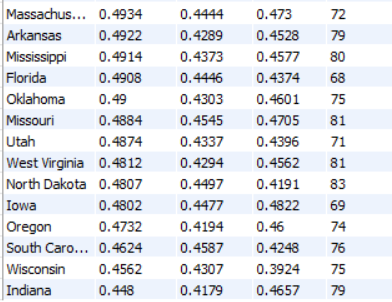 Massachus... 0.4934 0.4444 0.473 72
Arkansas 0.4922 0.4289 0.4528 79
Mississippi 0.4914 0.4373 0.4577 80
Florida 0.4908 0.4446 0.4374 68
Oklahoma 0.49 0.4303 0.4601 75
Missouri 0.4884 0.4545 0.4705 81
Utah 0.4874 0.4337 0.4396 71
West Virginia 0.4812 0.4294 0.4562 81
North Dakota 0.4807 0.4497 0.4191 83
Iowa 0.4802 0.4477 0.4822 69
Oregon 0.4732 0.4194 0.46 74
South Caro... 0.4624 0.4587 0.4248 76
Wisconsin 0.4562 0.4307 0.3924 75
Indiana 0.448 0.4179 0.4657 79